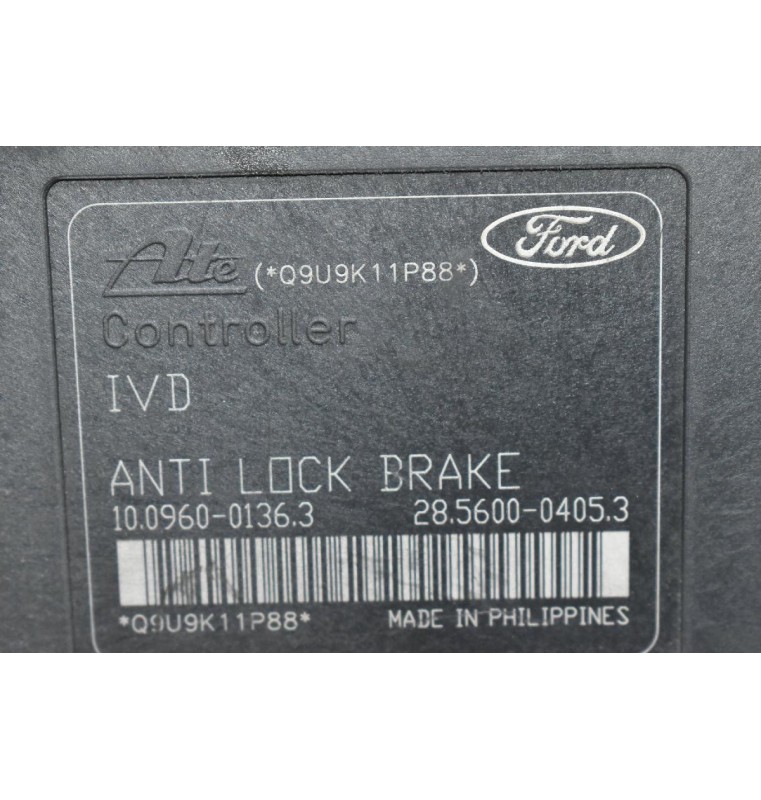 Ford
Ate (*Q9U9K11P88*)
Controller
IVD
ANTI LOCK BRAKE
10.0960-0136.3 28.5600-0405.3
*Q9U9K11P88* MADE IN PHILIPPINES